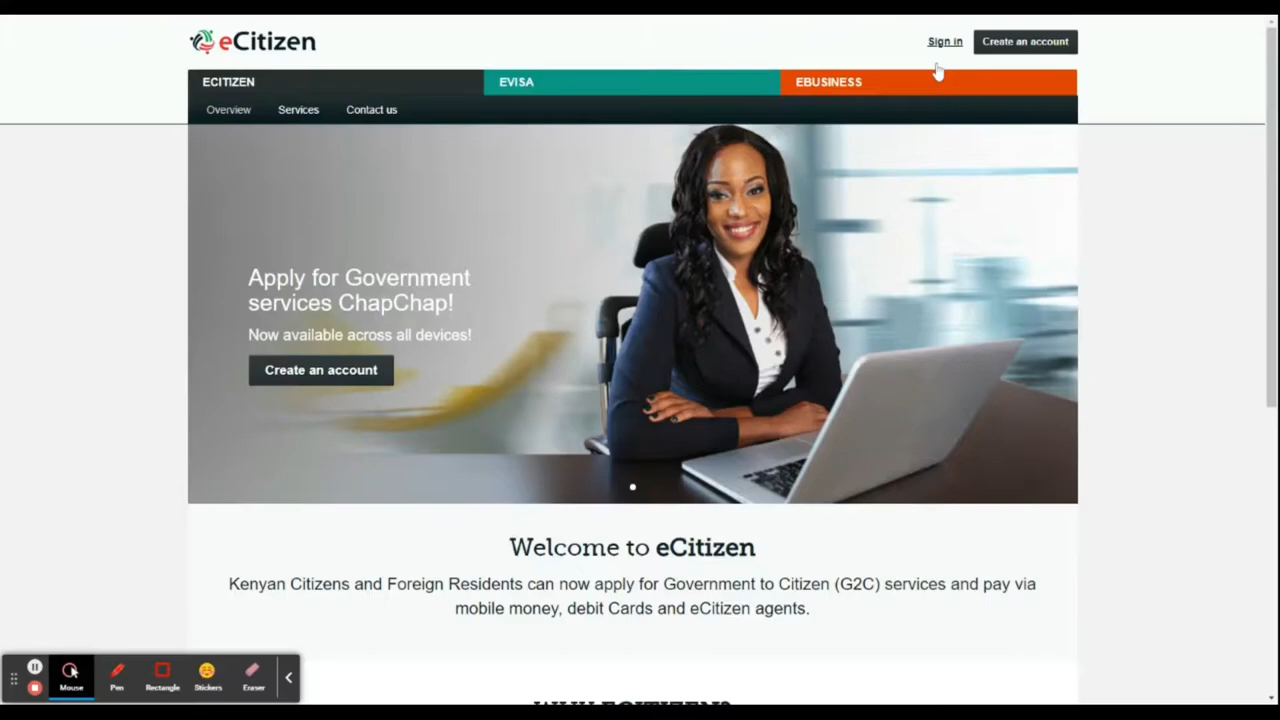 eCitizen
Sign in
Create an account
ECITIZEN
EVISA
EBUSINESS
Overview
Services
Contact us
Apply for Government
services ChapChap!
Now available across all devices!
Create an account
Welcome to eCitizen
Kenyan Citizens and Foreign Residents can now apply for Government to Citizen (G2C) services and pay via
mobile money, debit Cards and eCitizen agents.
WHY ECITIZEN?
Mouse
Pen
Rectangle
Stickers
Eraser